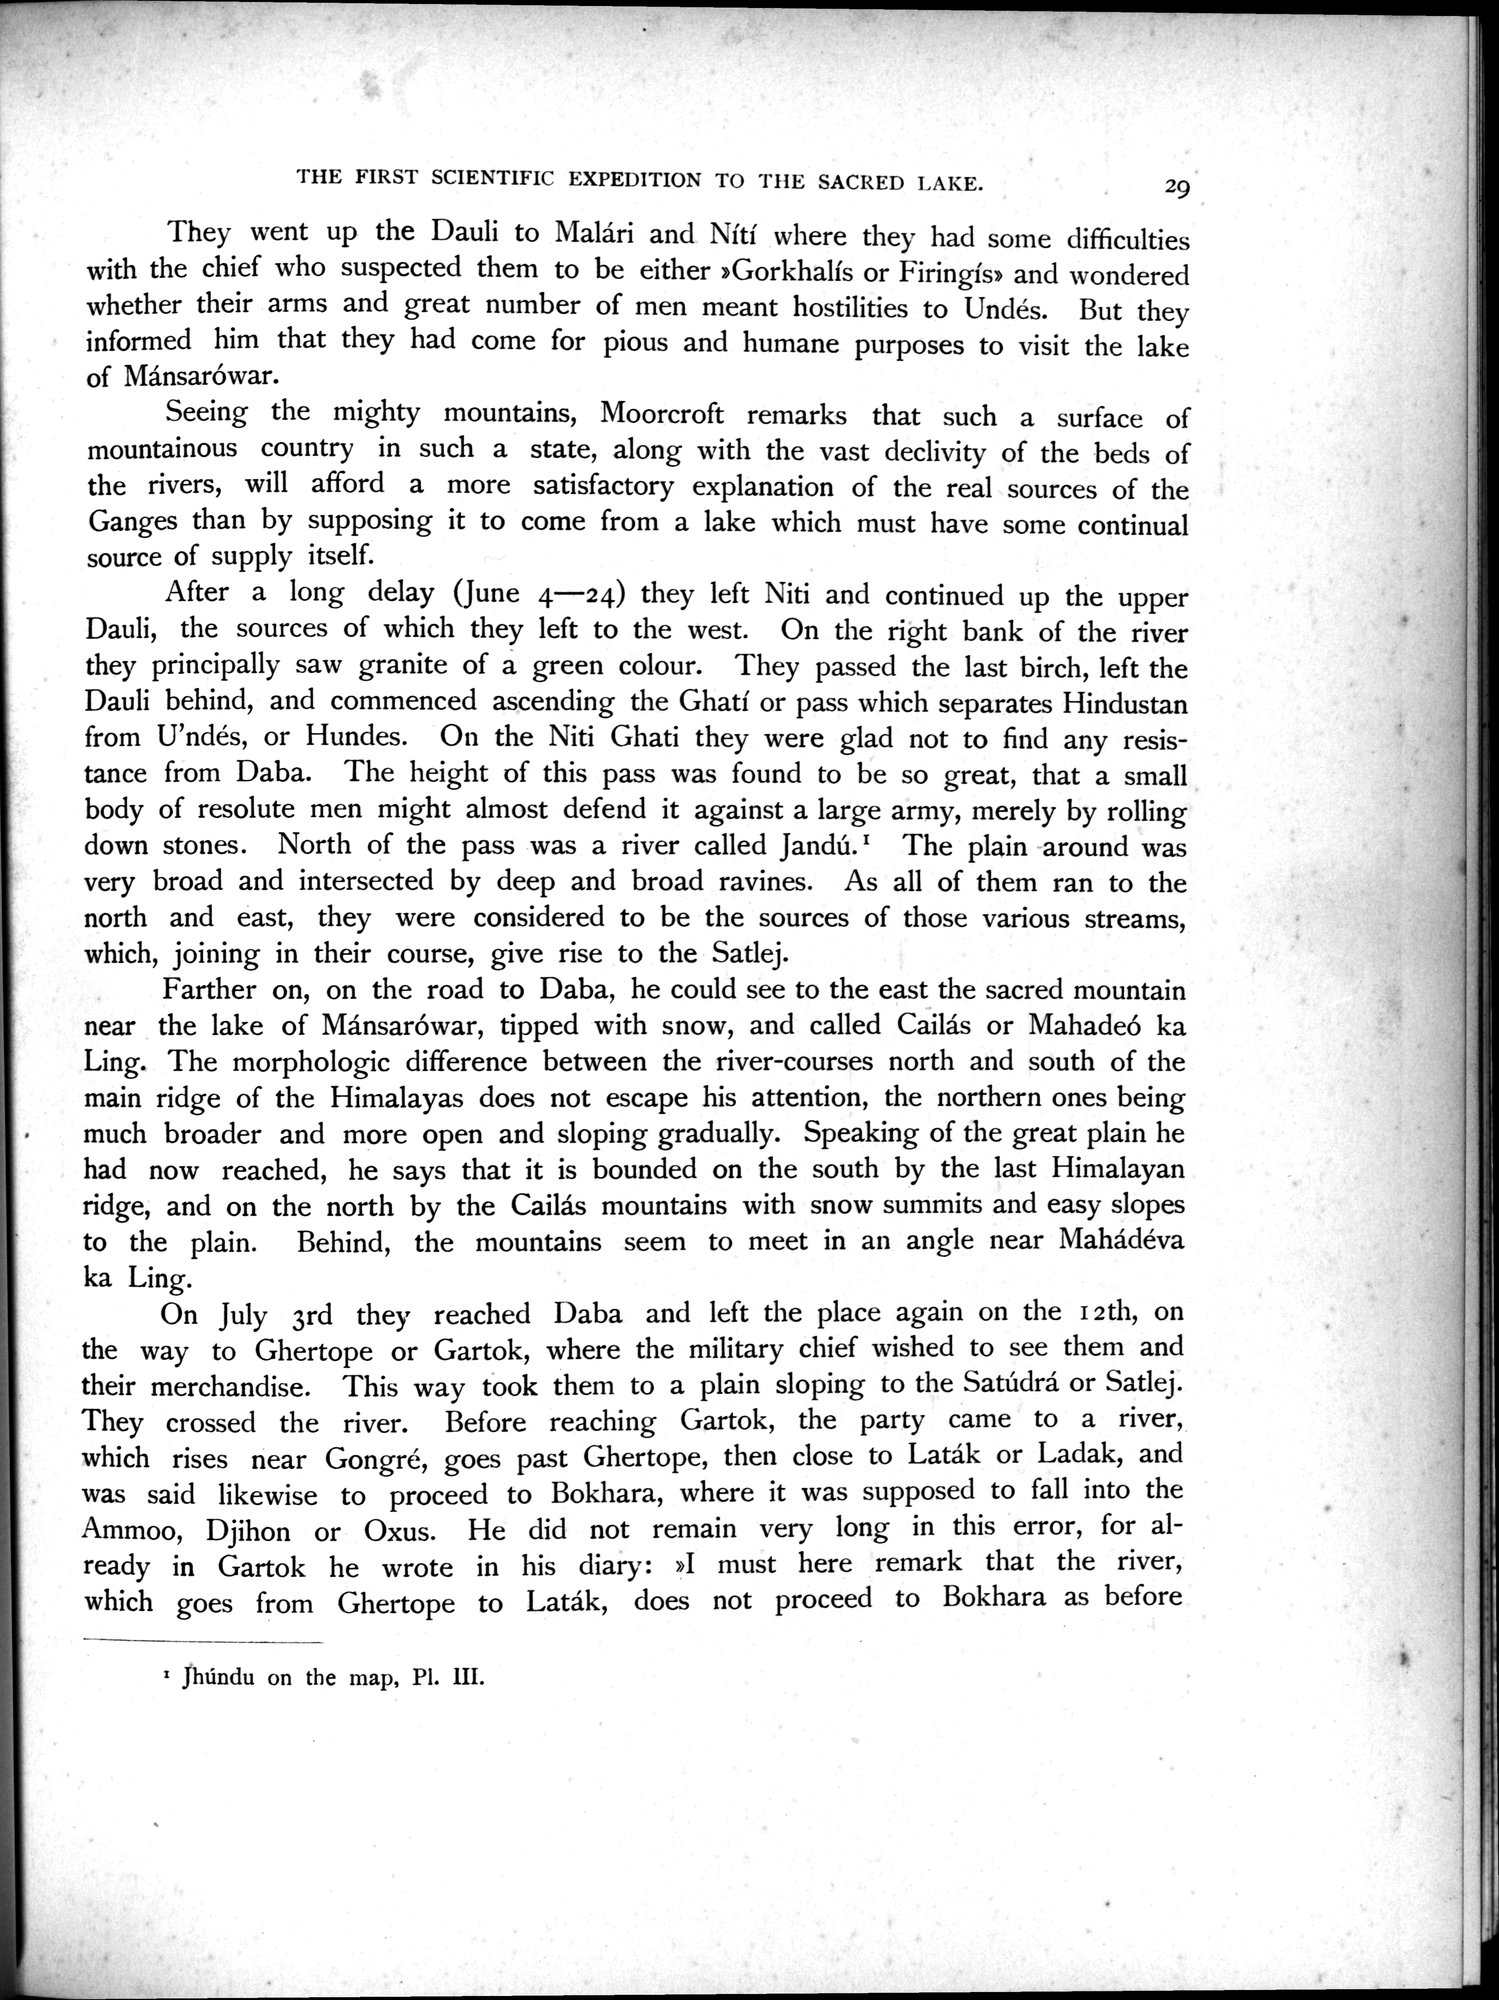 THE FIRST SCIENTIFIC EXPEDITION TO THE SACRED LAKE. 29
They went up the Dauli to Malári and Nítí where they had some difficulties
with the chief who suspected them to be either »Gorkhalís or Firingís» and wondered
whether their arms and great number of men meant hostilities to Undés. But they
informed him that they had come for pious and humane purposes to visit the lake
of Mánsarówar.
Seeing the mighty mountains, Moorcroft remarks that such a surface of
mountainous country in such a state, along with the vast declivity of the beds of
the rivers, will afford a more satisfactory explanation of the real sources of the
Ganges than by supposing it to come from a lake which must have some continual
source of supply itself.
After a long delay (June 4—24) they left Niti and continued up the upper
Dauli, the sources of which they left to the west. On the right bank of the river
they principally saw granite of a green colour. They passed the last birch, left the
Dauli behind, and commenced ascending the Ghatí or pass which separates Hindustan
from U'ndés, or Hundes. On the Niti Ghati they were glad not to find any resis-
tance from Daba. The height of this pass was found to be so great, that a small
body of resolute men might almost defend it against a large army, merely by rolling
down stones. North of the pass was a river called Jandú.¹ The plain around was
very broad and intersected by deep and broad ravines. As all of them ran to the
north and east, they were considered to be the sources of those various streams,
which, joining in their course, give rise to the Satlej.
Farther on, on the road to Daba, he could see to the east the sacred mountain
near the lake of Mánsarówar, tipped with snow, and called Cailás or Mahadeó ka
Ling. The morphologic difference between the river-courses north and south of the
main ridge of the Himalayas does not escape his attention, the northern ones being
much broader and more open and sloping gradually. Speaking of the great plain he
had now reached, he says that it is bounded on the south by the last Himalayan
ridge, and on the north by the Cailás mountains with snow summits and easy slopes
to the plain. Behind, the mountains seem to meet in an angle near Mahádéva
ka Ling.
On July 3rd they reached Daba and left the place again on the 12th, on
the way to Ghertope or Gartok, where the military chief wished to see them and
their merchandise. This way took them to a plain sloping to the Satúdrá or Satlej.
They crossed the river. Before reaching Gartok, the party came to a river,
which rises near Gongré, goes past Ghertope, then close to Laták or Ladak, and
was said likewise to proceed to Bokhara, where it was supposed to fall into the
Ammoo, Djihon or Oxus. He did not remain very long in this error, for al-
ready in Gartok he wrote in his diary: »I must here remark that the river,
which goes from Ghertope to Laták, does not proceed to Bokhara as before
¹ Jhúndu on the map, Pl. III.